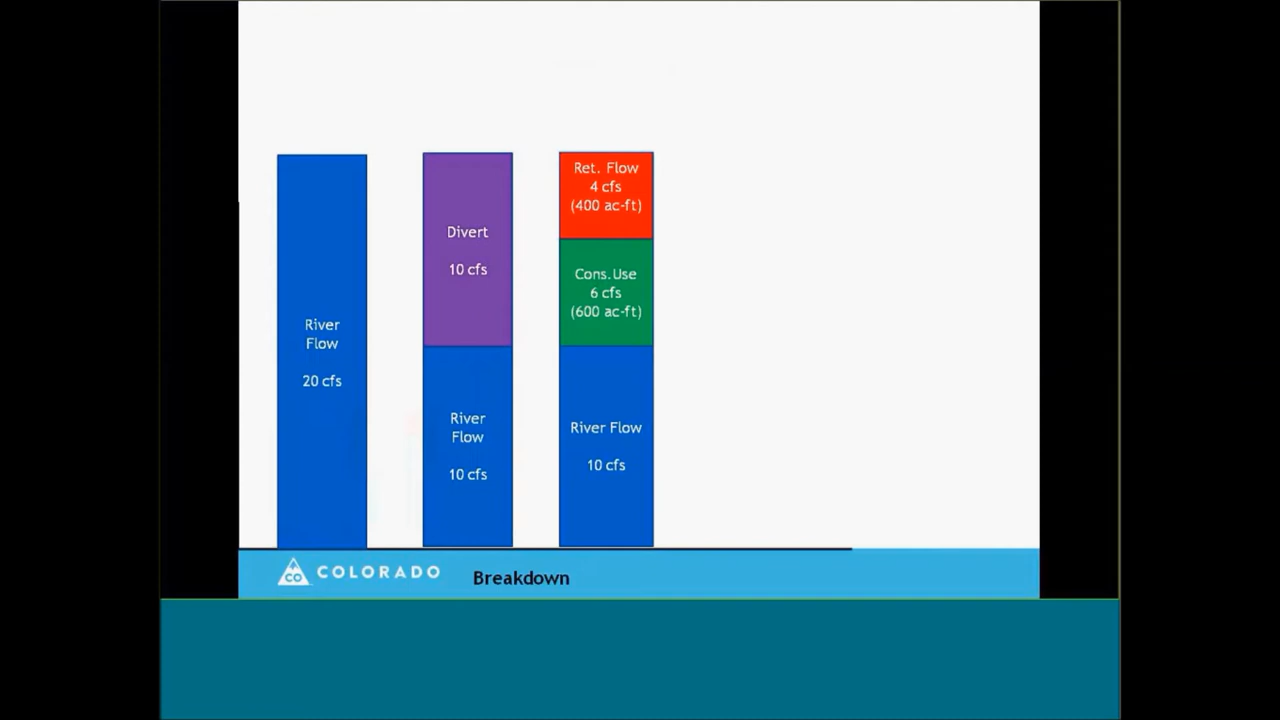 River
Flow
20 cfs
Divert
10 cfs
River
Flow
10 cfs
Ret. Flow
4 cfs
(400 ac-ft)
Cons.Use
6 cfs
(600 ac-ft)
River Flow
10 cfs
CO
COLORADO
Breakdown